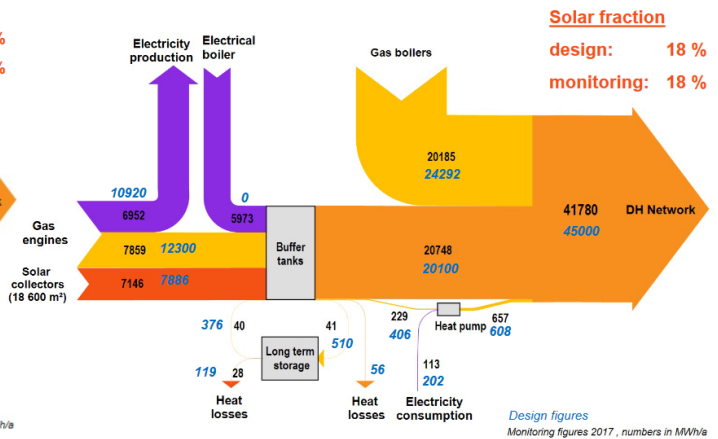 Solar fraction
design: 18 %
monitoring: 18 %
%
%
Electricity
production
Electrical
boiler
Gas boilers
10920
0
6952
5973
20185
24292
Gas
engines
7859 12300
Solar
collectors
(18 600 m²)
7146 7886
Buffer
tanks
20748
20100
41780
45000
DH Network
376 40
41
510
229
406
Heat pump
657
608
Long term
storage
119 28
56
113
202
Heat
losses
Heat
losses
Electricity
consumption
Design figures
Monitoring figures 2017 , numbers in MWh/a
h/a